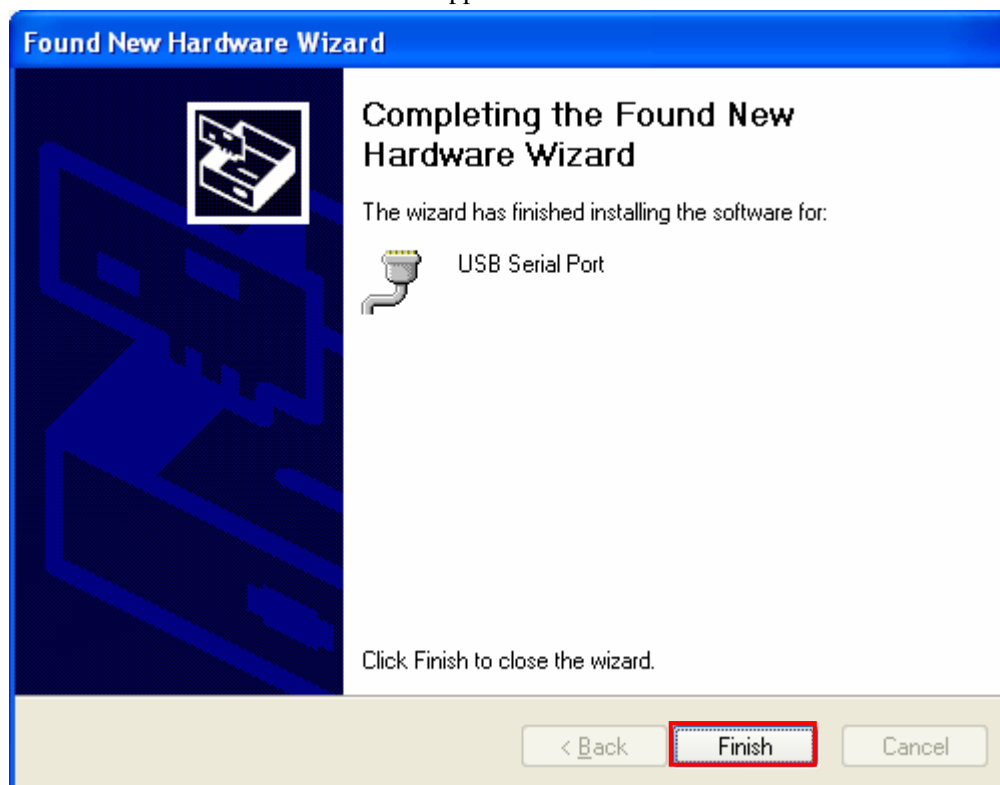 Found New Hardware Wizard
Completing the Found New
Hardware Wizard
The wizard has finished installing the software for:
USB Serial Port
Click Finish to close the wizard.
< Back Finish Cancel